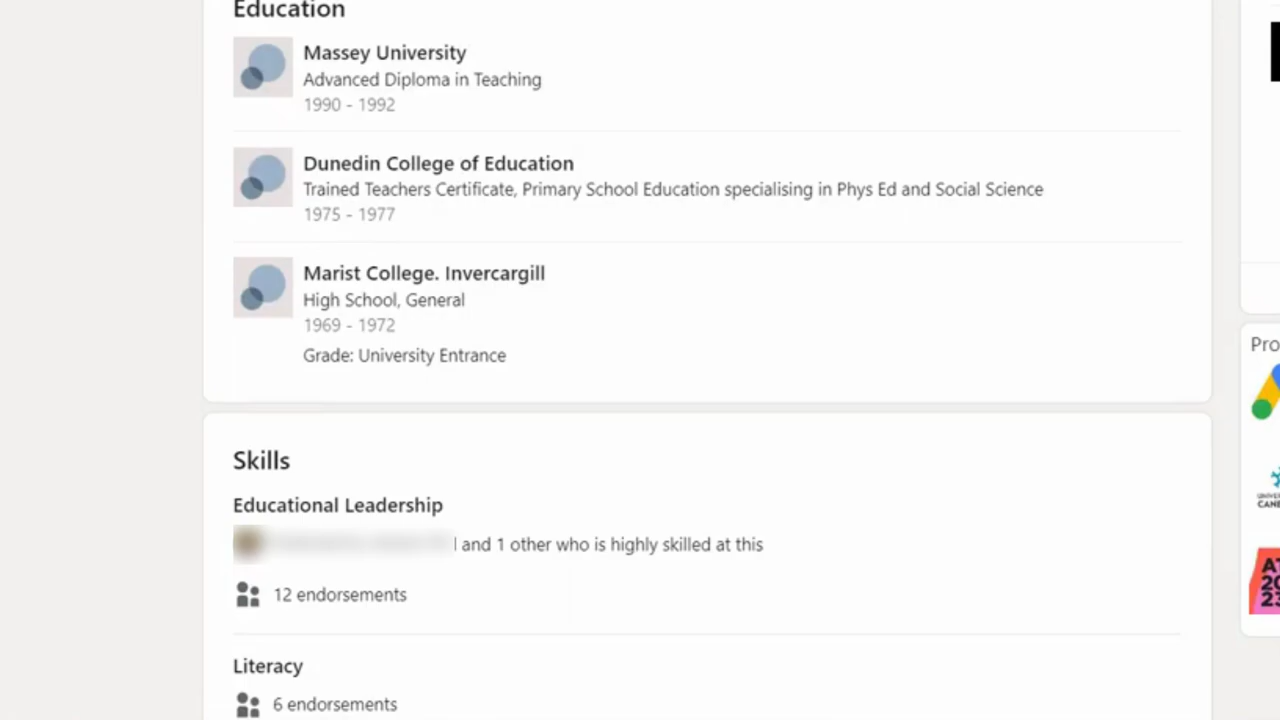 Education
Massey University
Advanced Diploma in Teaching
1990 - 1992
Dunedin College of Education
Trained Teachers Certificate, Primary School Education specialising in Phys Ed and Social Science
1975 - 1977
Marist College. Invercargill
High School, General
1969 - 1972
Grade: University Entrance
Skills
Educational Leadership
and 1 other who is highly skilled at this
12 endorsements
Literacy
6 endorsements
Pro